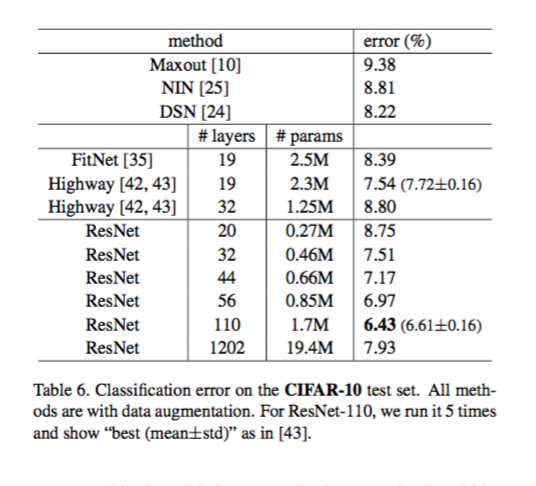 method error (%)
Maxout [10] 9.38
NIN [25] 8.81
DSN [24] 8.22
# layers # params
FitNet [35] 19 2.5M 8.39
Highway [42, 43] 19 2.3M 7.54 (7.72±0.16)
Highway [42, 43] 32 1.25M 8.80
ResNet 20 0.27M 8.75
ResNet 32 0.46M 7.51
ResNet 44 0.66M 7.17
ResNet 56 0.85M 6.97
ResNet 110 1.7M 6.43 (6.61±0.16)
ResNet 1202 19.4M 7.93
Table 6. Classification error on the CIFAR-10 test set. All meth-
ods are with data augmentation. For ResNet-110, we run it 5 times
and show “best (mean±std)” as in [43].